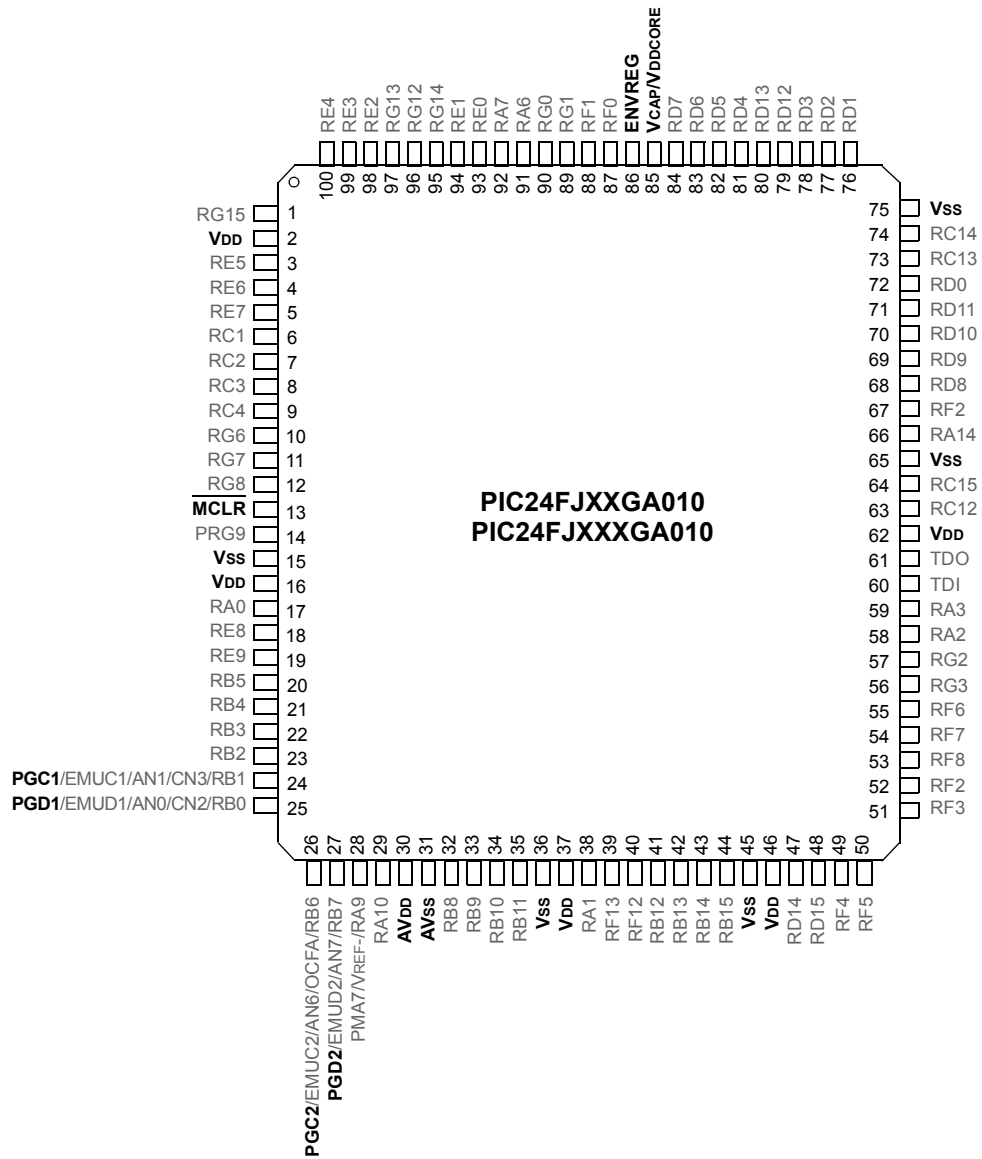 RE4
RE3
RE2
RG13
RG12
RG14
RE1
RE0
RA7
RA6
RG0
RG1
RF1
RF0
ENVREG
VCAP/VDDCORE
RD7
RD6
RD5
RD4
RD13
RD12
RD3
RD2
RD1
100
99
98
97
96
95
94
93
92
91
90
89
88
87
86
85
84
83
82
81
80
79
78
77
76
RG15 1
VDD 2
RE5 3
RE6 4
RE7 5
RC1 6
RC2 7
RC3 8
RC4 9
RG6 10
RG7 11
RG8 12
MCLR 13
PRG9 14
VSS 15
VDD 16
RA0 17
RE8 18
RE9 19
RB5 20
RB4 21
RB3 22
RB2 23
PGC1/EMUC1/AN1/CN3/RB1 24
PGD1/EMUD1/AN0/CN2/RB0 25
PIC24FJXXGA010
PIC24FJXXXGA010
75 VSS
74 RC14
73 RC13
72 RD0
71 RD11
70 RD10
69 RD9
68 RD8
67 RF2
66 RA14
65 VSS
64 RC15
63 RC12
62 VDD
61 TDO
60 TDI
59 RA3
58 RA2
57 RG2
56 RG3
55 RF6
54 RF7
53 RF8
52 RF2
51 RF3
26
27
28
29
30
31
32
33
34
35
36
37
38
39
40
41
42
43
44
45
46
47
48
49
50
PGC2/EMUC2/AN6/OCFA/RB6
PGD2/EMUD2/AN7/RB7
PMA7/VREF-/RA9
RA10
AVDD
AVSS
RB8
RB9
RB10
RB11
VSS
VDD
RA1
RF13
RF12
RB12
RB13
RB14
RB15
VSS
VDD
RD14
RD15
RF4
RF5